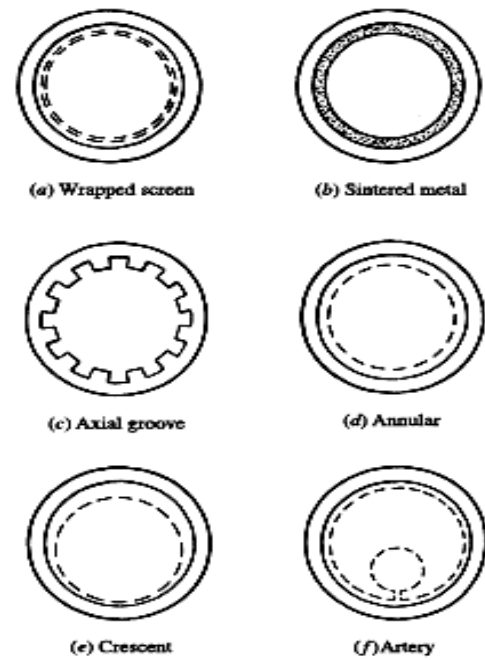 (a) Wrapped screen
(b) Sintered metal
(c) Axial groove
(d) Annular
(e) Crescent
(f) Artery